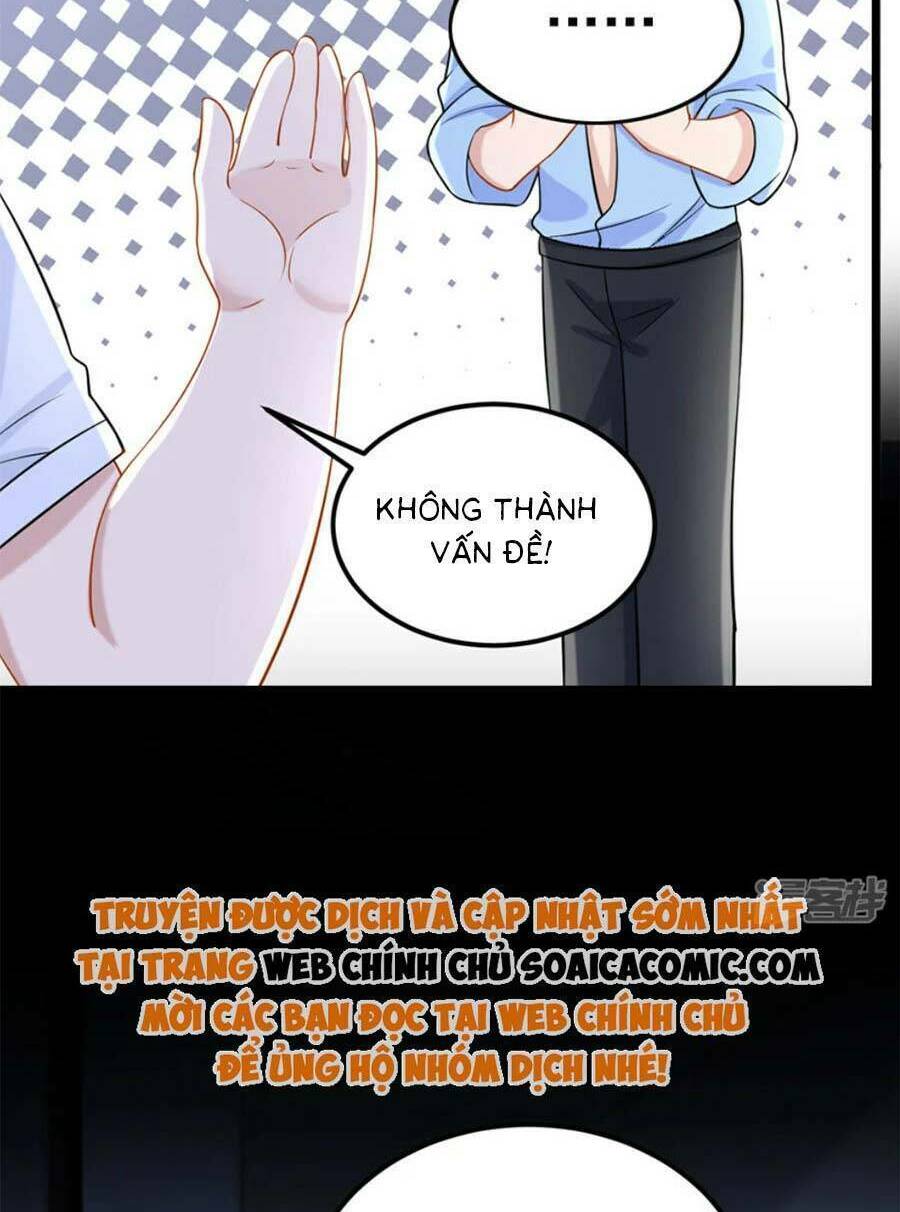 ......
KHÔNG THÀNH
VẤN ĐỀ!
TRUYỆN ĐƯỢC DỊCH VÀ CẬP NHẬT SỚM NHẤT
TẠI TRANG WEB CHÍNH CHỦ SOAICACOMIC.COM
MỜI CÁC BẠN ĐỌC TẠI WEB CHÍNH CHỦ
ĐỂ ỦNG HỘ NHÓM DỊCH NHÉ!